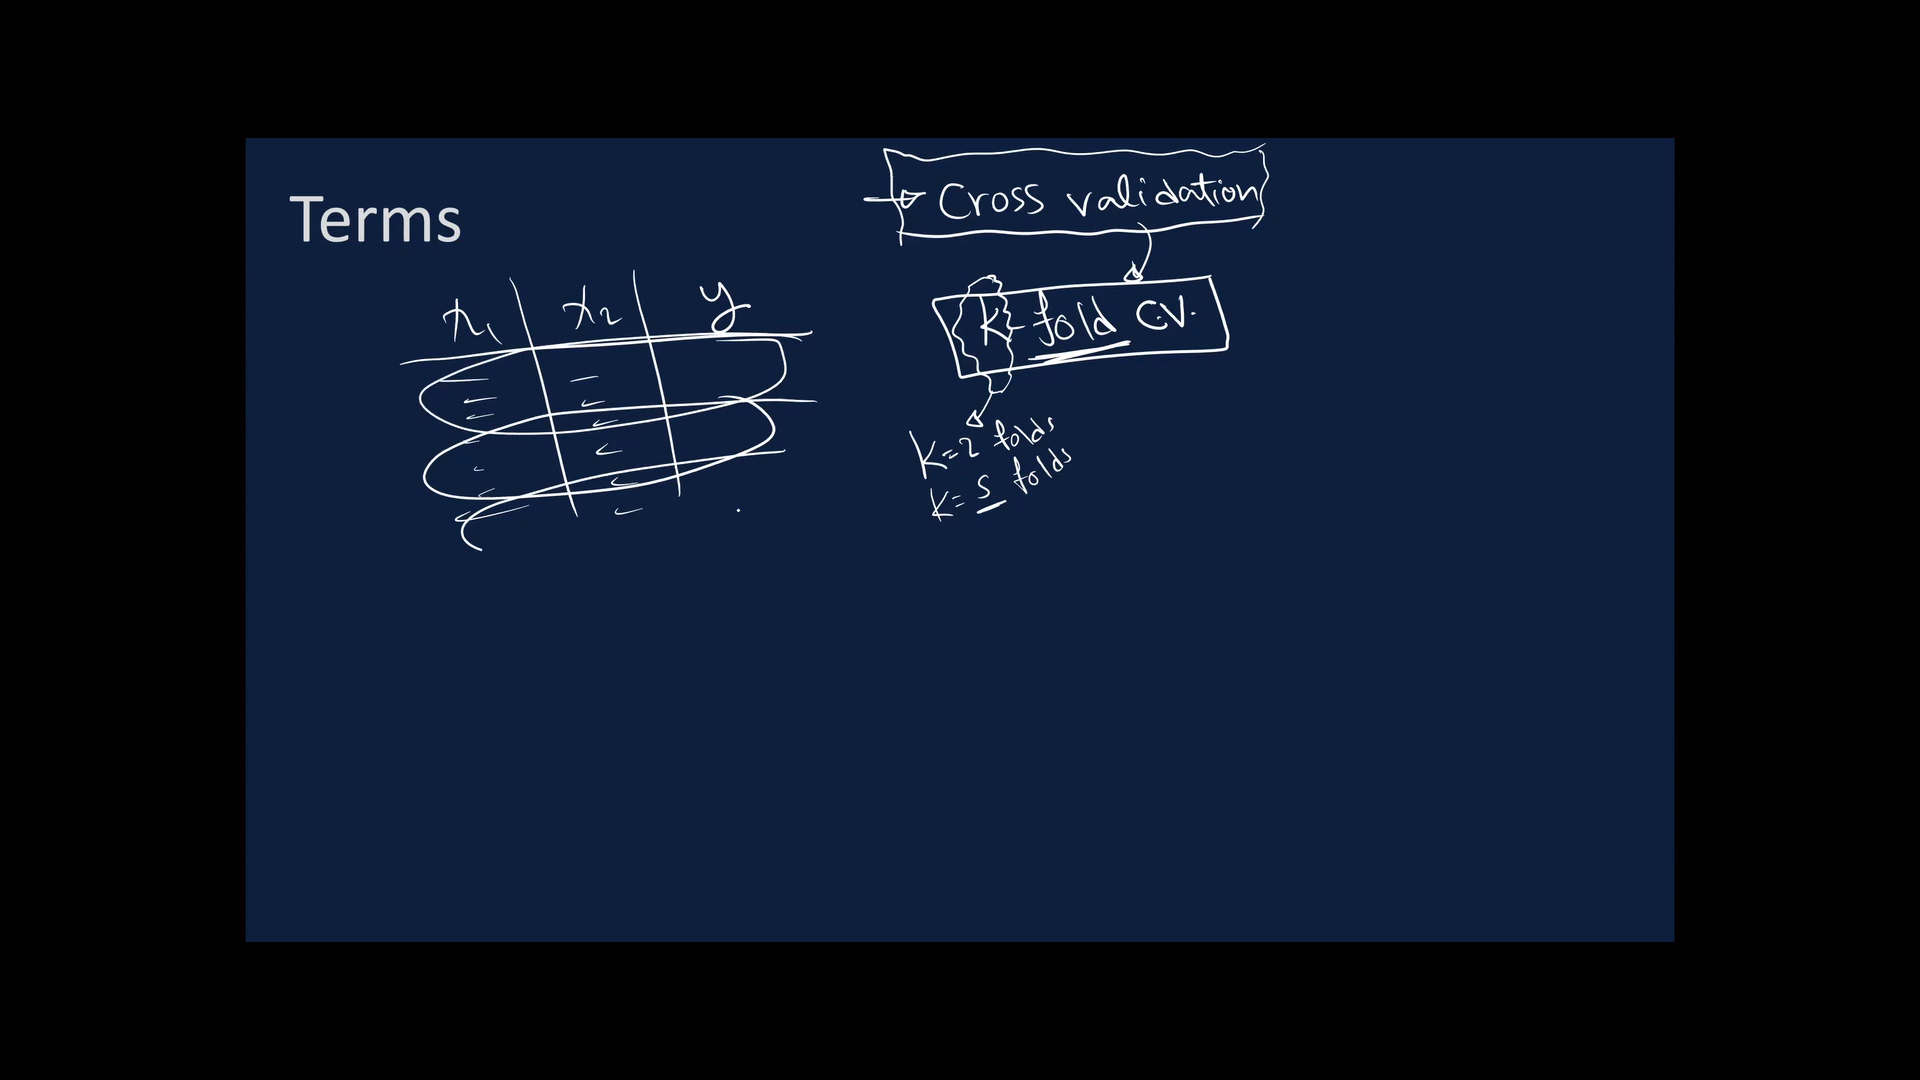 Terms
Cross validation
K-fold C.V.
x1 x2 y
K=2 folds
K=5 folds